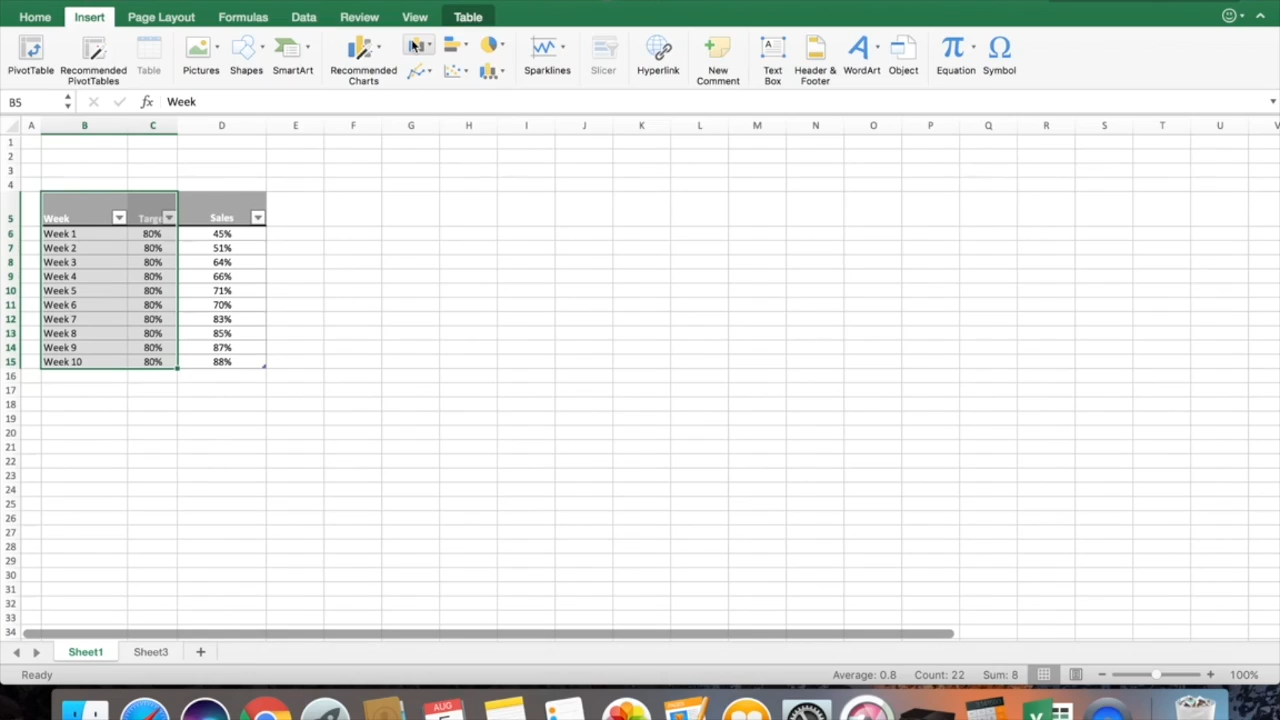 Home Insert Page Layout Formulas Data Review View Table
PivotTable Recommended PivotTables Table Pictures Shapes SmartArt Recommended Charts Sparklines Slicer Hyperlink New Comment Text Box Header & Footer WordArt Object Equation Symbol
B5 fx Week
A B C D E F G H I J K L M N O P Q R S T U V
1
2
3
4
5 Week Targe Sales
6 Week 1 80% 45%
7 Week 2 80% 51%
8 Week 3 80% 64%
9 Week 4 80% 66%
10 Week 5 80% 71%
11 Week 6 80% 70%
12 Week 7 80% 83%
13 Week 8 80% 85%
14 Week 9 80% 87%
15 Week 10 80% 88%
16
17
18
19
20
21
22
23
24
25
26
27
28
29
30
31
32
33
34
Sheet1 Sheet3 +
Ready Average: 0.8 Count: 22 Sum: 8 100%
AUG